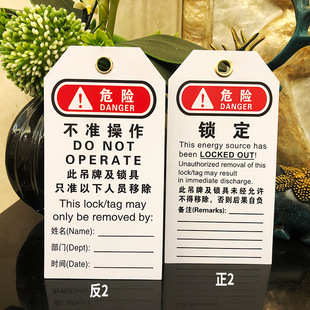 危险
DANGER
不准操作
DO NOT
OPERATE
此吊牌及锁具
只准以下人员移除
This lock/tag may
only be removed by:
姓名(Name):
部门(Dept):
时间(Date):
反2
危险
DANGER
锁定
This energy source has
been LOCKED OUT!
Unauthorized removal of
this lock/tag may result
in immediate discharge.
此吊牌及锁具未经允许
不得移除，否则后果自负
备注(Remarks):
正2